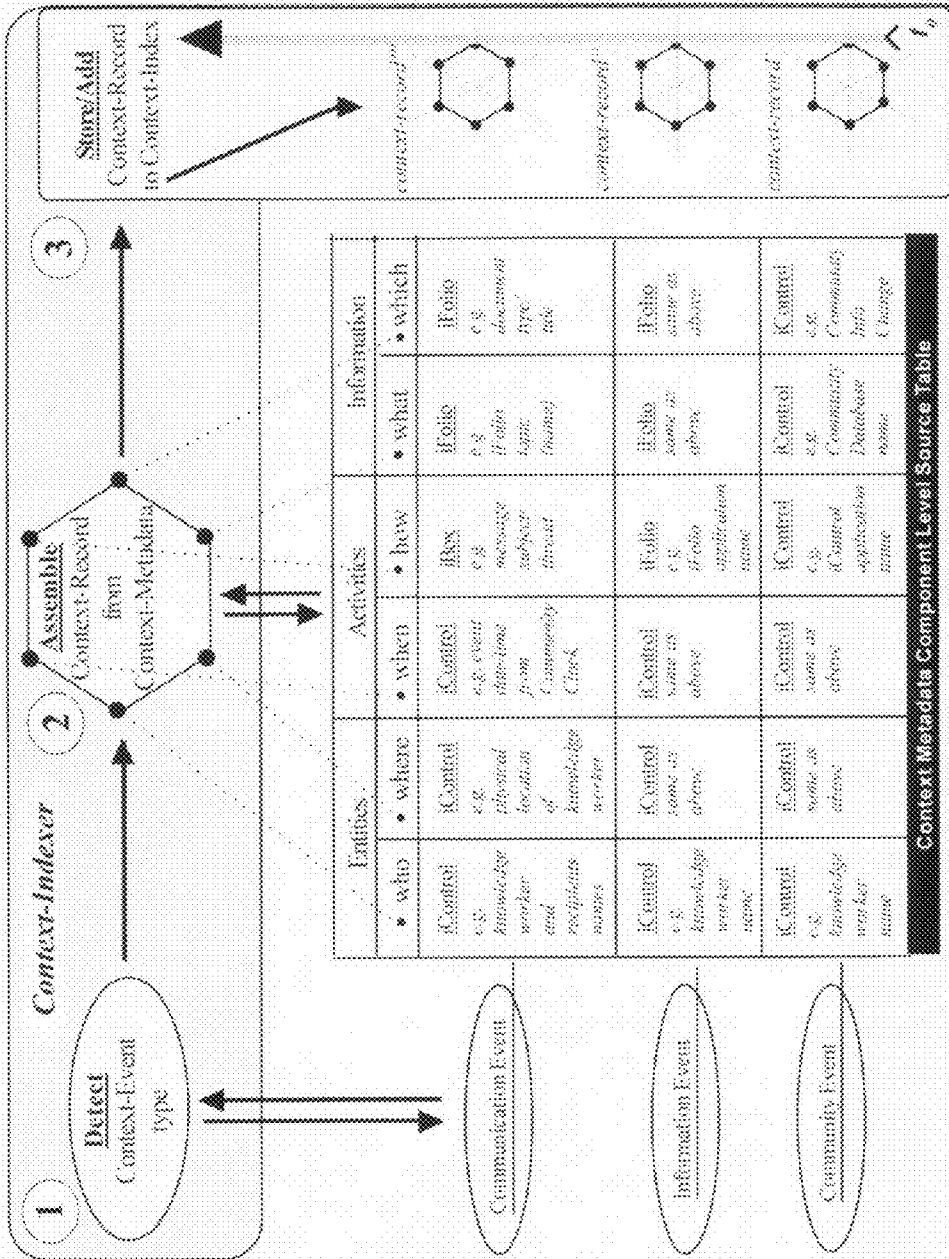 Context-Indexer
1
Detect
Context-Event
type
2
Assemble
Context-Record
from
Context-Metadata
3
Store/Add
Context-Record
in Context-Index
context-record
context-record
context-record
t
Communication Event
Information Event
Community Event
Entities
Activities
Information
• who
• where
• when
• how
• what
• which
iControl
e.g.
knowledge
worker
and
recipients
names
iControl
e.g.
physical
location
of
knowledge
worker
iControl
e.g. event
date/time
from
Community
Clock
e.g.
message
subject
thread
iFolio
e.g.
iFolio
type
(name)
iFolio
e.g.
document
type
iControl
e.g.
knowledge
worker
name
iControl
same as
above
iControl
same as
above
iFolio
e.g.
iFolio
application
name
iFolio
same as
above
iFolio
same as
above
iControl
e.g.
knowledge
worker
name
iControl
same as
above
iControl
same as
above
iControl
e.g.
iControl
application
name
iControl
e.g.
Community
Database
name
iControl
e.g.
Community
Info
Change
Context Metadata Component Level Source Table